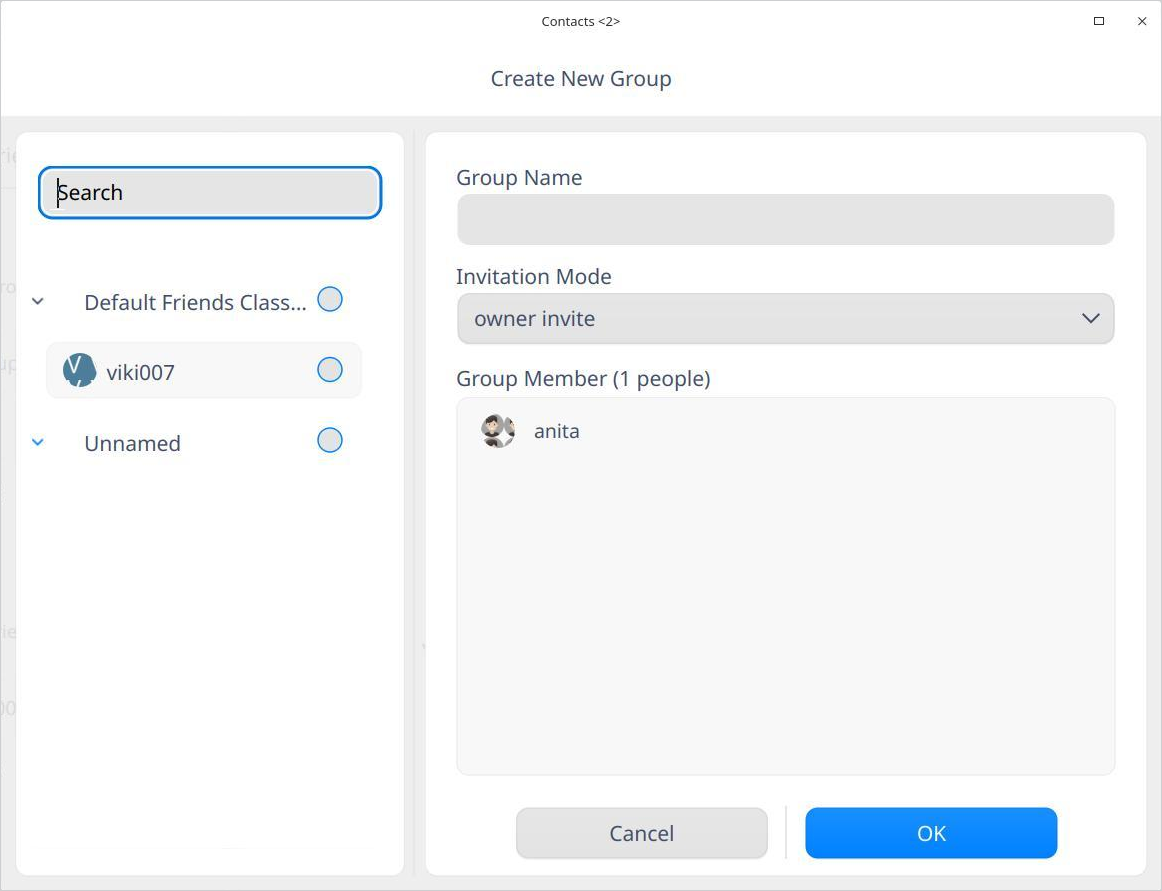 Contacts <2>
Create New Group
Search
Default Friends Class...
viki007
Unnamed
Group Name
Invitation Mode
owner invite
Group Member (1 people)
anita
Cancel
OK